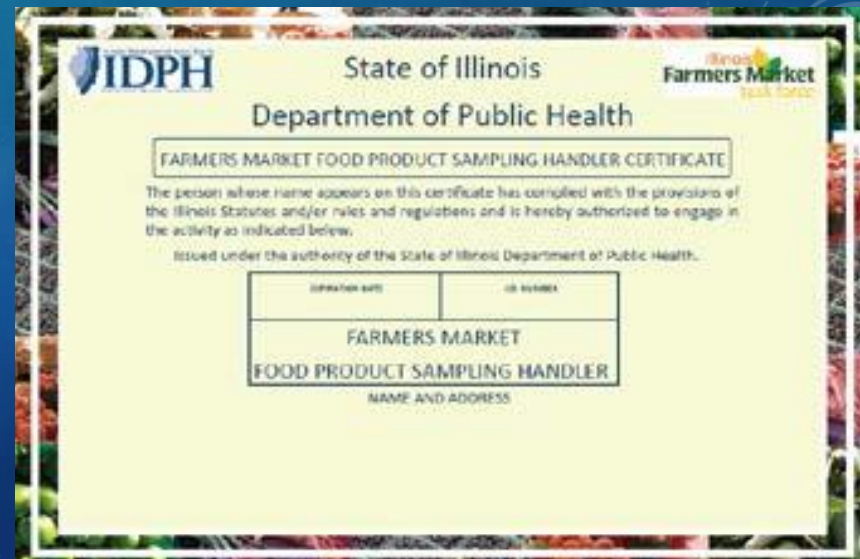 IDPH
State of Illinois
Illinois
Farmers Market
task force
Department of Public Health
FARMERS MARKET FOOD PRODUCT SAMPLING HANDLER CERTIFICATE
The person whose name appears on this certificate has complied with the provisions of
the Illinois Statutes and/or rules and regulations and is hereby authorized to engage in
the activity as indicated below.
Issued under the authority of the State of Illinois Department of Public Health.
EXPIRATION DATE
I.D. NUMBER
FARMERS MARKET
FOOD PRODUCT SAMPLING HANDLER
NAME AND ADDRESS